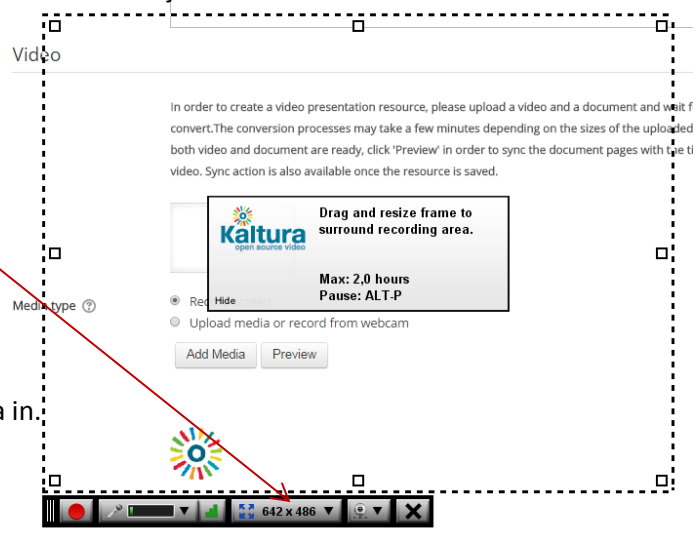 Video
In order to create a video presentation resource, please upload a video and a document and wait f
convert.The conversion processes may take a few minutes depending on the sizes of the uploaded
both video and document are ready, click 'Preview' in order to sync the document pages with the ti
video. Sync action is also available once the resource is saved.
Kaltura
open source video
Drag and resize frame to
surround recording area.
Max: 2,0 hours
Pause: ALT-P
Hide
Media type ?
Upload media or record from webcam
Add Media Preview
a in.
642 x 486